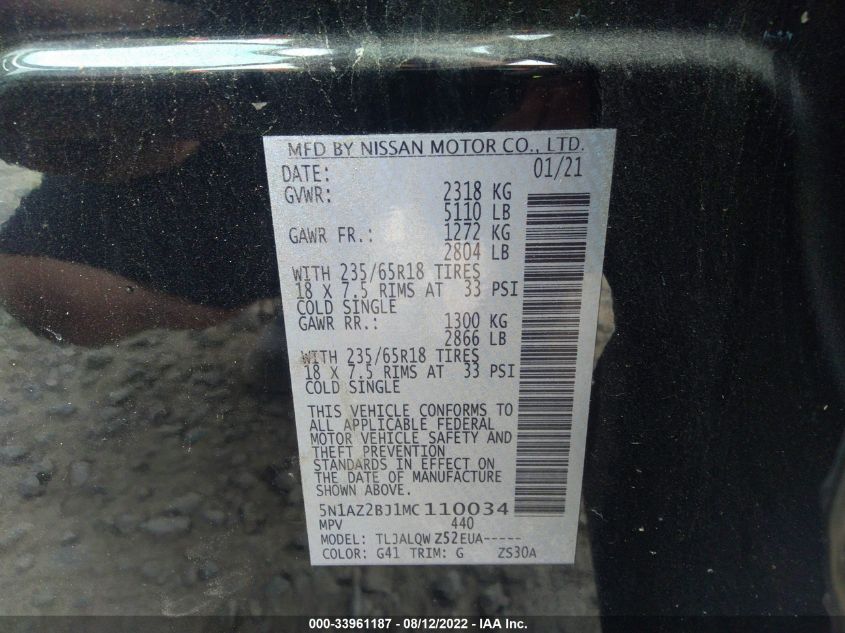 MFD BY NISSAN MOTOR CO., LTD.
DATE: 01/21
GVWR: 2318 KG
5110 LB
GAWR FR.: 1272 KG
2804 LB
WITH 235/65R18 TIRES
18 X 7.5 RIMS AT 33 PSI
COLD SINGLE
GAWR RR.: 1300 KG
2866 LB
WITH 235/65R18 TIRES
18 X 7.5 RIMS AT 33 PSI
COLD SINGLE
THIS VEHICLE CONFORMS TO
ALL APPLICABLE FEDERAL
MOTOR VEHICLE SAFETY AND
THEFT PREVENTION
STANDARDS IN EFFECT ON
THE DATE OF MANUFACTURE
SHOWN ABOVE.
5N1AZ2BJ1MC110034
MPV 440
MODEL: TLJALQW Z52EUA-----
COLOR: G41 TRIM: G ZS30A
000-33961187 - 08/12/2022 - IAA Inc.